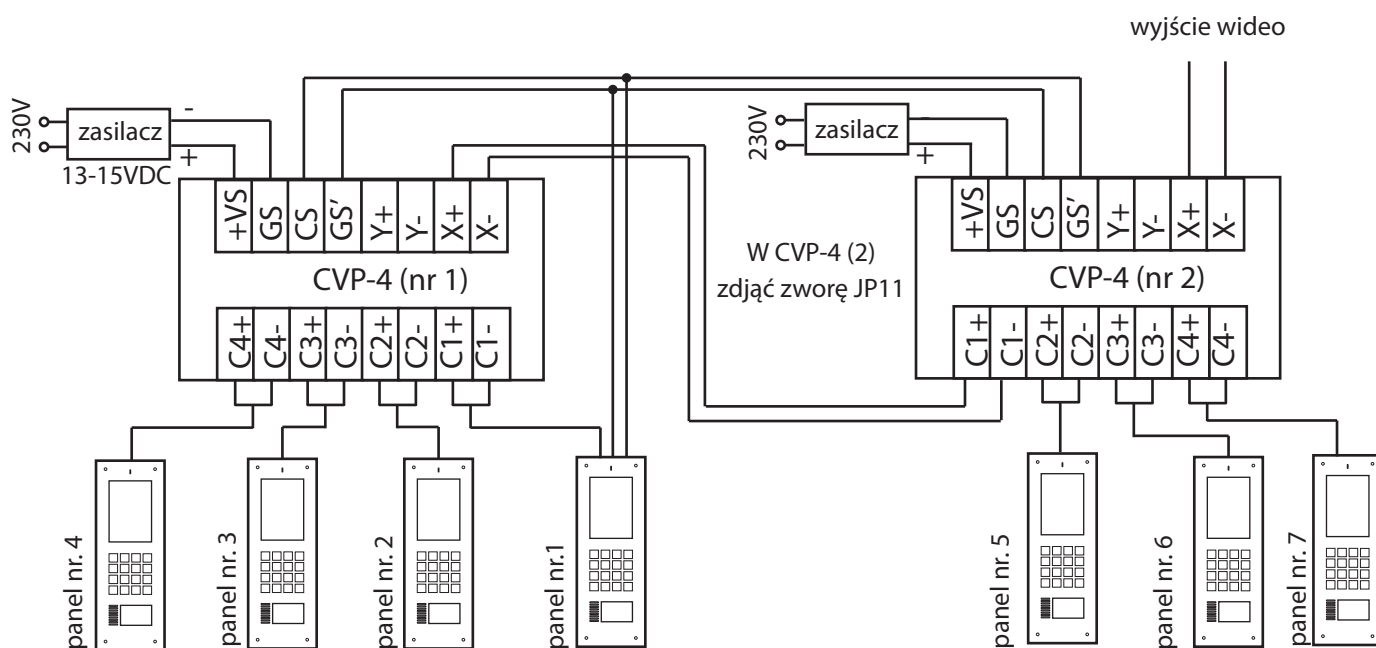 wyjście wideo
230V
zasilacz
-
+
13-15VDC
230V
zasilacz
-
+
+VS GS CS GS' Y+ Y- X+ X-
CVP-4 (nr 1)
C4+ C4- C3+ C3- C2+ C2- C1+ C1-
W CVP-4 (2)
zdjąć zworę JP11
+VS GS CS GS' Y+ Y- X+ X-
CVP-4 (nr 2)
C1+ C1- C2+ C2- C3+ C3- C4+ C4-
panel nr. 4
panel nr. 3
panel nr. 2
panel nr.1
panel nr. 5
panel nr. 6
panel nr. 7